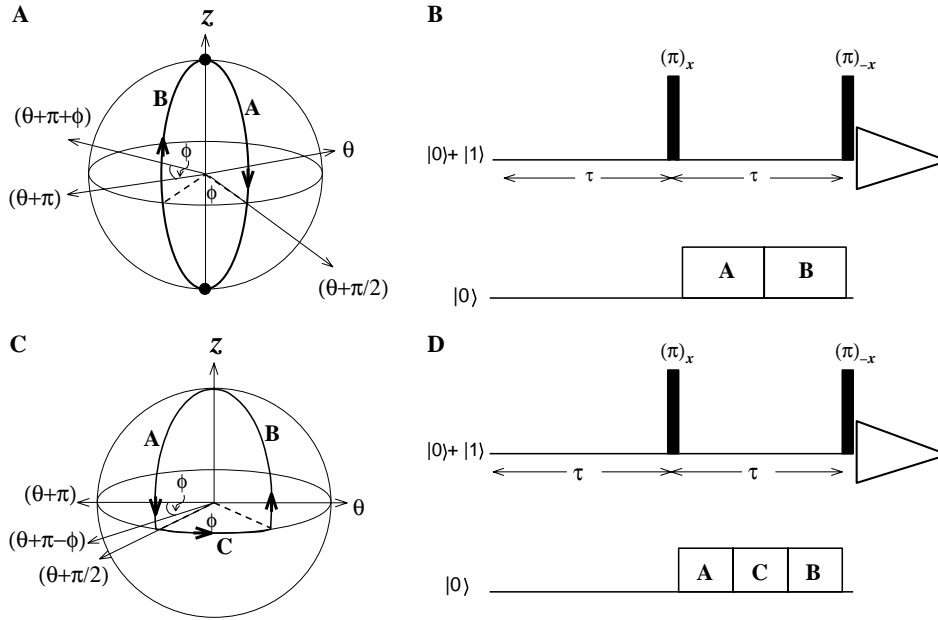 A
z
B
A
(θ+π+φ)
φ
θ
(θ+π)
φ
(θ+π/2)
B
(π)x
(π)−x
|0⟩+ |1⟩
τ
τ
A
B
|0⟩
C
z
A
B
(θ+π)
φ
θ
(θ+π−φ)
φ
(θ+π/2)
C
D
(π)x
(π)−x
|0⟩+ |1⟩
τ
τ
A
C
B
|0⟩